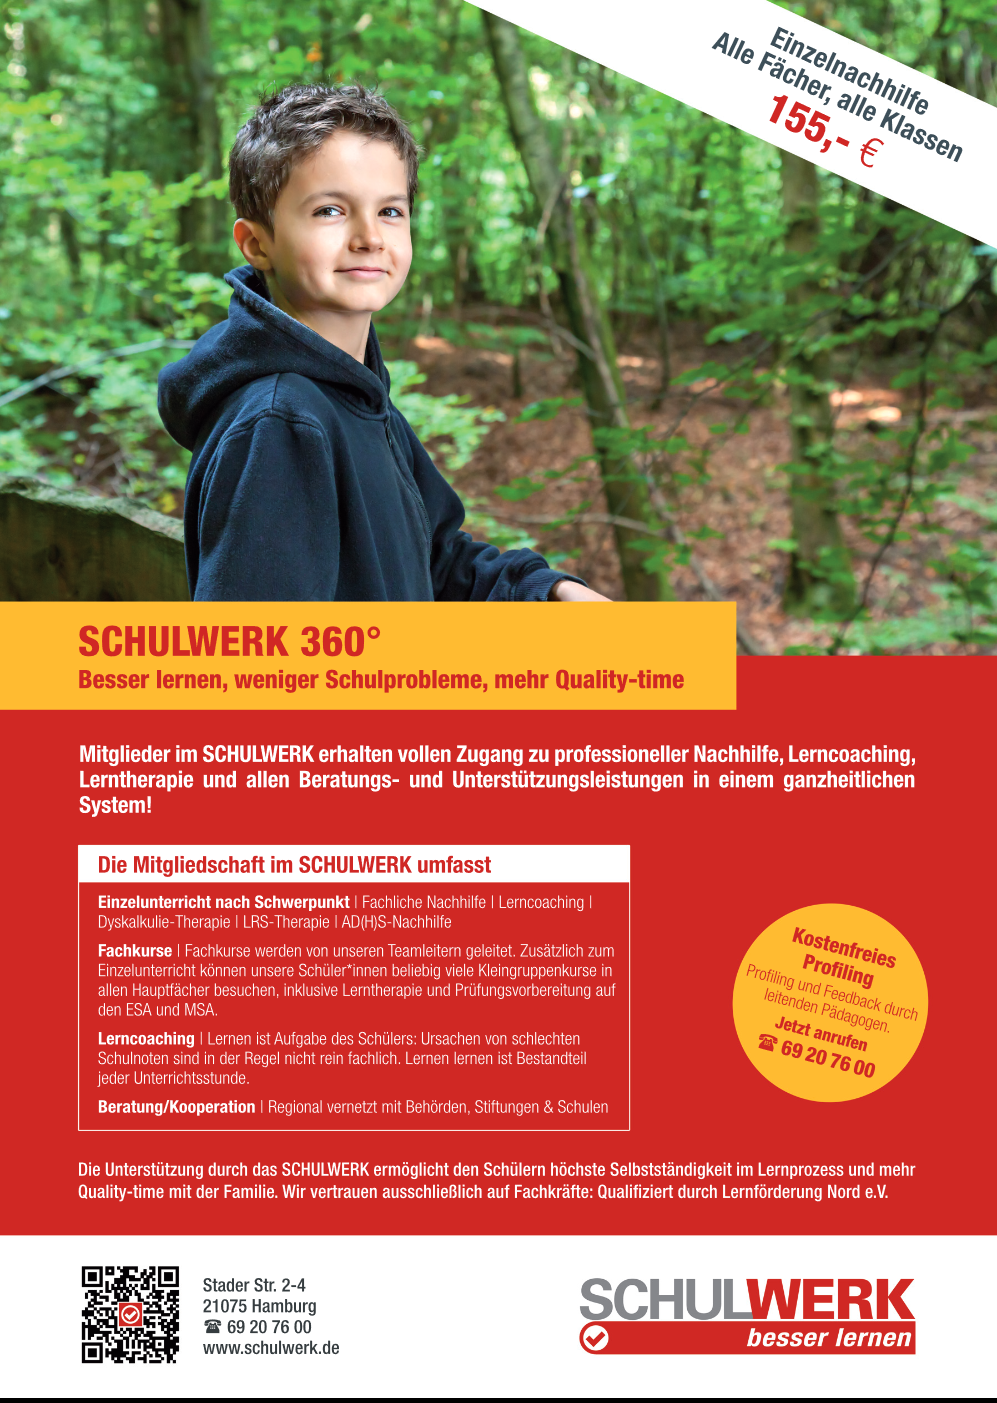 Einzelnachhilfe
Alle Fächer, alle Klassen
155,- €
SCHULWERK 360°
Besser lernen, weniger Schulprobleme, mehr Quality-time
Mitglieder im SCHULWERK erhalten vollen Zugang zu professioneller Nachhilfe, Lerncoaching,
Lerntherapie und allen Beratungs- und Unterstützungsleistungen in einem ganzheitlichen
System!
Die Mitgliedschaft im SCHULWERK umfasst
Einzelunterricht nach Schwerpunkt | Fachliche Nachhilfe | Lerncoaching |
Dyskalkulie-Therapie | LRS-Therapie | AD(H)S-Nachhilfe
Fachkurse | Fachkurse werden von unseren Teamleitern geleitet. Zusätzlich zum
Einzelunterricht können unsere Schüler*innen beliebig viele Kleingruppenkurse in
allen Hauptfächer besuchen, inklusive Lerntherapie und Prüfungsvorbereitung auf
den ESA und MSA.
Lerncoaching | Lernen ist Aufgabe des Schülers: Ursachen von schlechten
Schulnoten sind in der Regel nicht rein fachlich. Lernen lernen ist Bestandteil
jeder Unterrichtsstunde.
Beratung/Kooperation | Regional vernetzt mit Behörden, Stiftungen & Schulen
Kostenfreies
Profiling
Profiling und Feedback durch
leitenden Pädagogen.
Jetzt anrufen
☎ 69 20 76 00
Die Unterstützung durch das SCHULWERK ermöglicht den Schülern höchste Selbstständigkeit im Lernprozess und mehr
Quality-time mit der Familie. Wir vertrauen ausschließlich auf Fachkräfte: Qualifiziert durch Lernförderung Nord e.V.
Stader Str. 2-4
21075 Hamburg
☎ 69 20 76 00
www.schulwerk.de
SCHULWERK
besser lernen